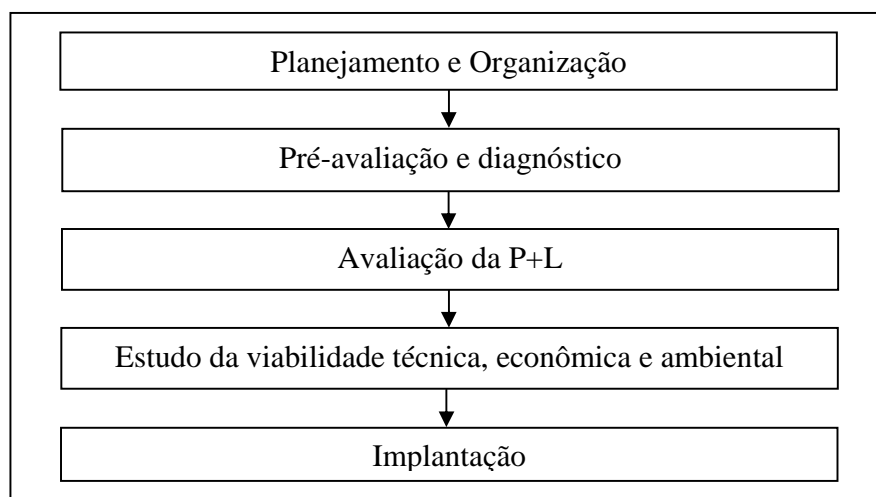 Planejamento e Organização
Pré-avaliação e diagnóstico
Avaliação da P+L
Estudo da viabilidade técnica, econômica e ambiental
Implantação